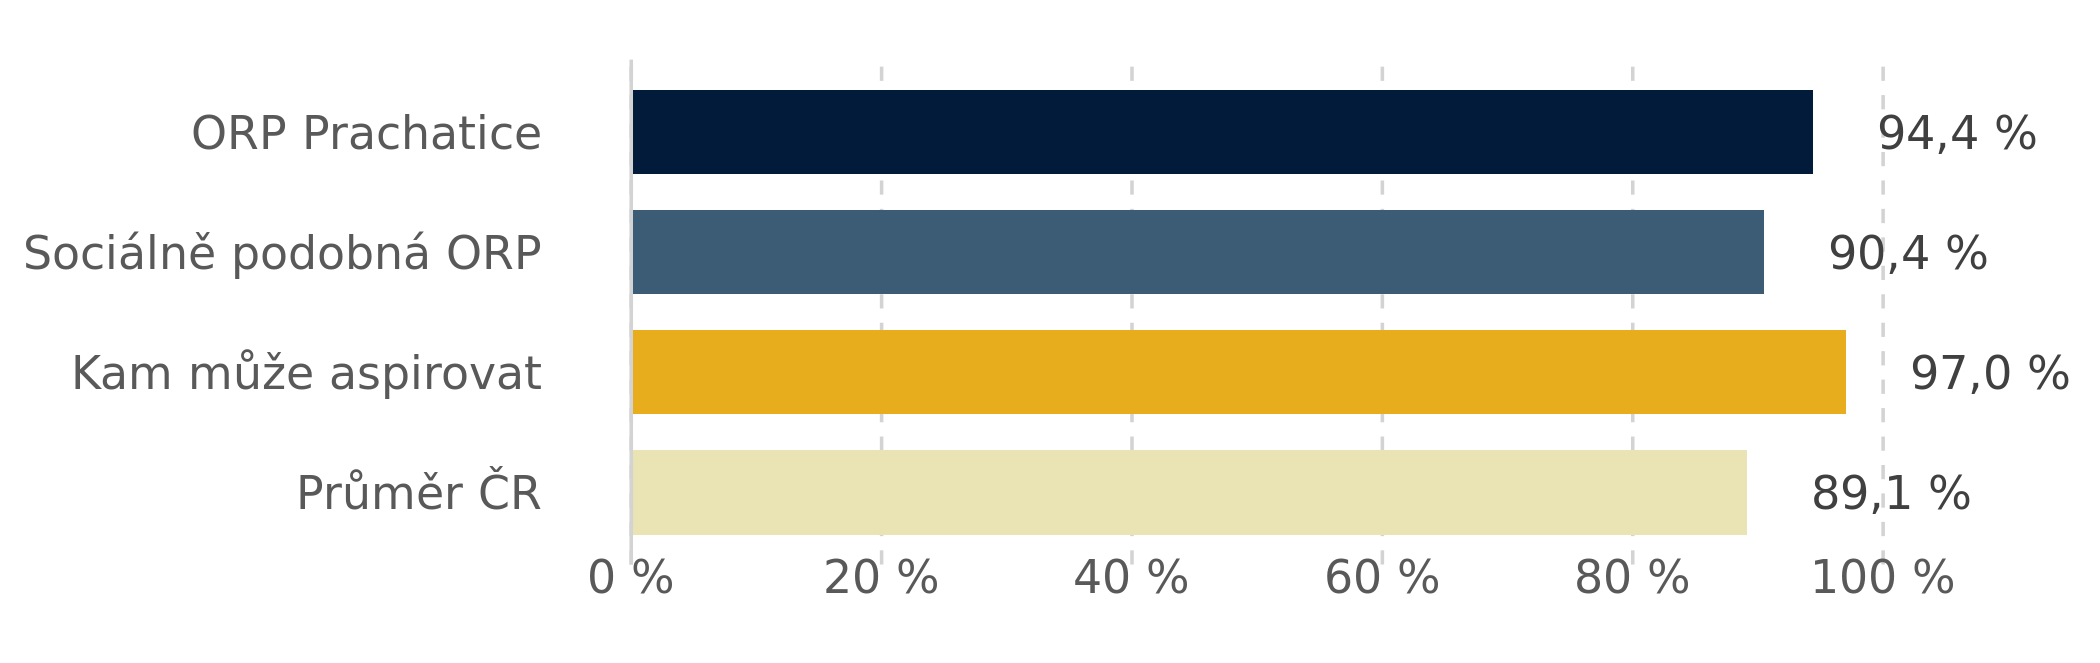 ORP Prachatice 94,4 %
Sociálně podobná ORP 90,4 %
Kam může aspirovat 97,0 %
Průměr ČR 89,1 %
0 % 20 % 40 % 60 % 80 % 100 %